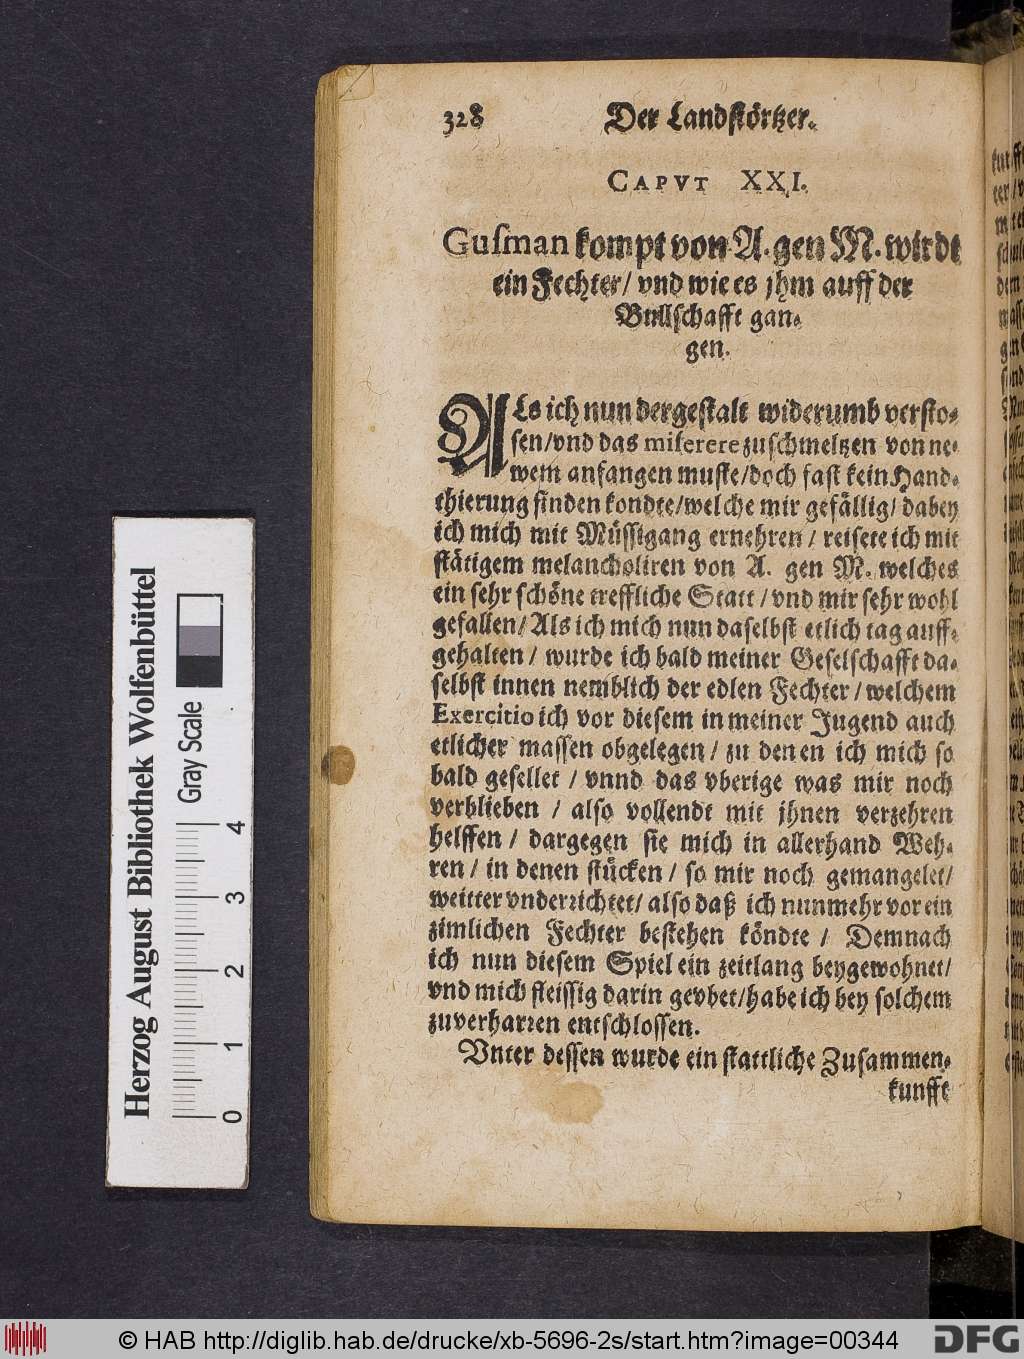 328 Der Landstörtzer.
CAPVT XXI.
Guſman kompt von A. gen M. wirdt
ein Fechter / vnd wie es jhm auff der
Bullschafft gan-
gen.
ALs ich nun dergestalt widerumb versto-
sen / vnd das miserere zuschmeltzen von ne-
wem anfangen muste / doch fast kein Hand-
thierung finden kondte / welche mir gefällig / dabey
ich mich mit Müssigang ernehren / reisete ich mit
stätigem melancholiren von A. gen M. welches
ein sehr schöne treffliche Statt / vnd mir sehr wohl
gefallen / Als ich mich nun daselbst etlich tag auff-
gehalten / wurde ich bald meiner Geselschafft da-
selbst innen nemblich der edlen Fechter / welchem
Exercitio ich vor diesem in meiner Jugend auch
etlicher massen obgelegen / zu denen ich mich so
bald gesellet / vnnd das vberige was mir noch
verblieben / also vollendt mit jhnen verzehren
helffen / dargegen sie mich in allerhand Weh-
ren / in denen stücken / so mir noch gemangelet /
weitter vnderrichtet / also daß ich nunmehr vor ein
zimlichen Fechter bestehen köndte / Demnach
ich nun diesem Spiel ein zeitlang beygewohnet /
vnd mich fleissig darin gevbet / habe ich bey solchem
zuverharren entschlossen.
Vnter dessen wurde ein stattliche Zusammen-
kunfft
Herzog August Bibliothek Wolfenbüttel
Gray Scale
0 1 2 3 4
© HAB http://diglib.hab.de/drucke/xb-5696-2s/start.htm?image=00344
DFG